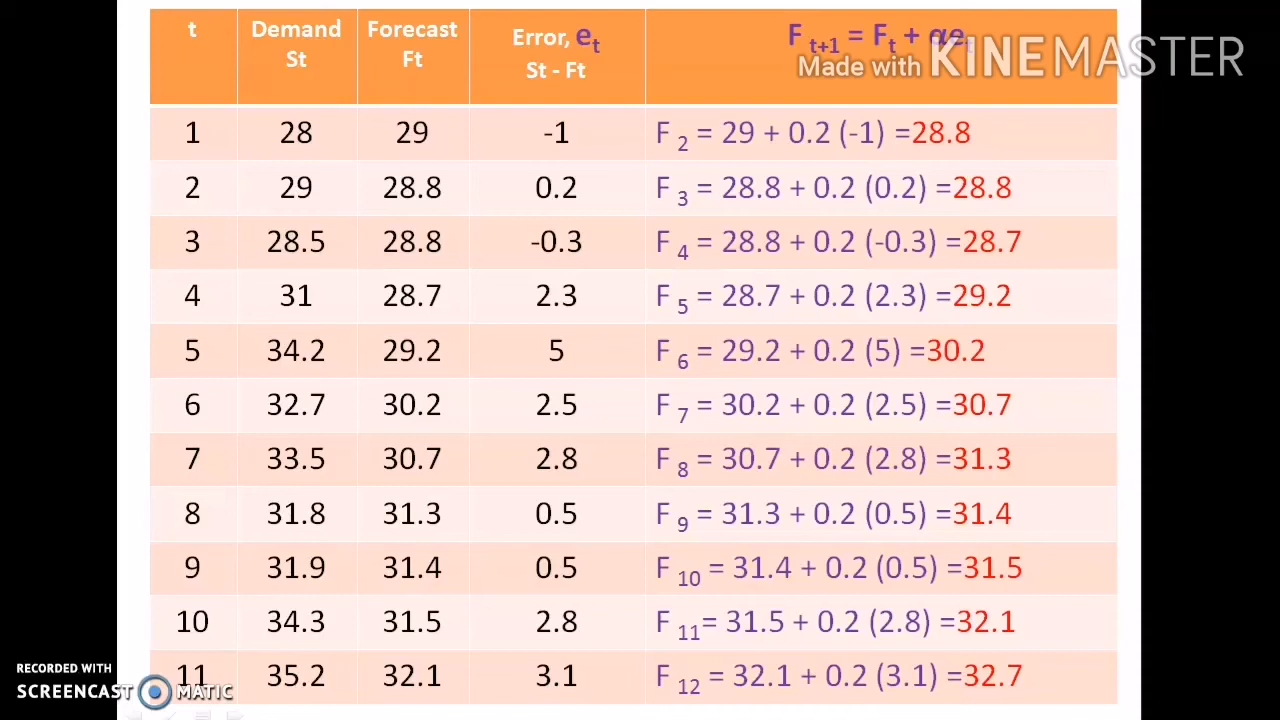 t Demand St Forecast Ft Error, et St - Ft F t+1 = Ft + αet
Made with KINEMASTER
1 28 29 -1 F 2 = 29 + 0.2 (-1) =28.8
2 29 28.8 0.2 F 3 = 28.8 + 0.2 (0.2) =28.8
3 28.5 28.8 -0.3 F 4 = 28.8 + 0.2 (-0.3) =28.7
4 31 28.7 2.3 F 5 = 28.7 + 0.2 (2.3) =29.2
5 34.2 29.2 5 F 6 = 29.2 + 0.2 (5) =30.2
6 32.7 30.2 2.5 F 7 = 30.2 + 0.2 (2.5) =30.7
7 33.5 30.7 2.8 F 8 = 30.7 + 0.2 (2.8) =31.3
8 31.8 31.3 0.5 F 9 = 31.3 + 0.2 (0.5) =31.4
9 31.9 31.4 0.5 F 10 = 31.4 + 0.2 (0.5) =31.5
10 34.3 31.5 2.8 F 11= 31.5 + 0.2 (2.8) =32.1
11 35.2 32.1 3.1 F 12 = 32.1 + 0.2 (3.1) =32.7
RECORDED WITH
SCREENCAST MATIC